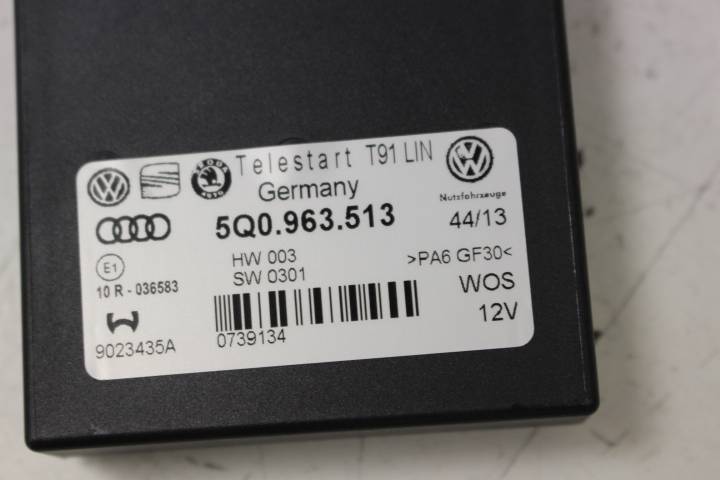 Telestart T91 LIN
Germany
Nutzfahrzeuge
5Q0.963.513
44/13
E1
HW 003
>PA6 GF30<
10 R - 036583
SW 0301
WOS
12V
9023435A
0739134